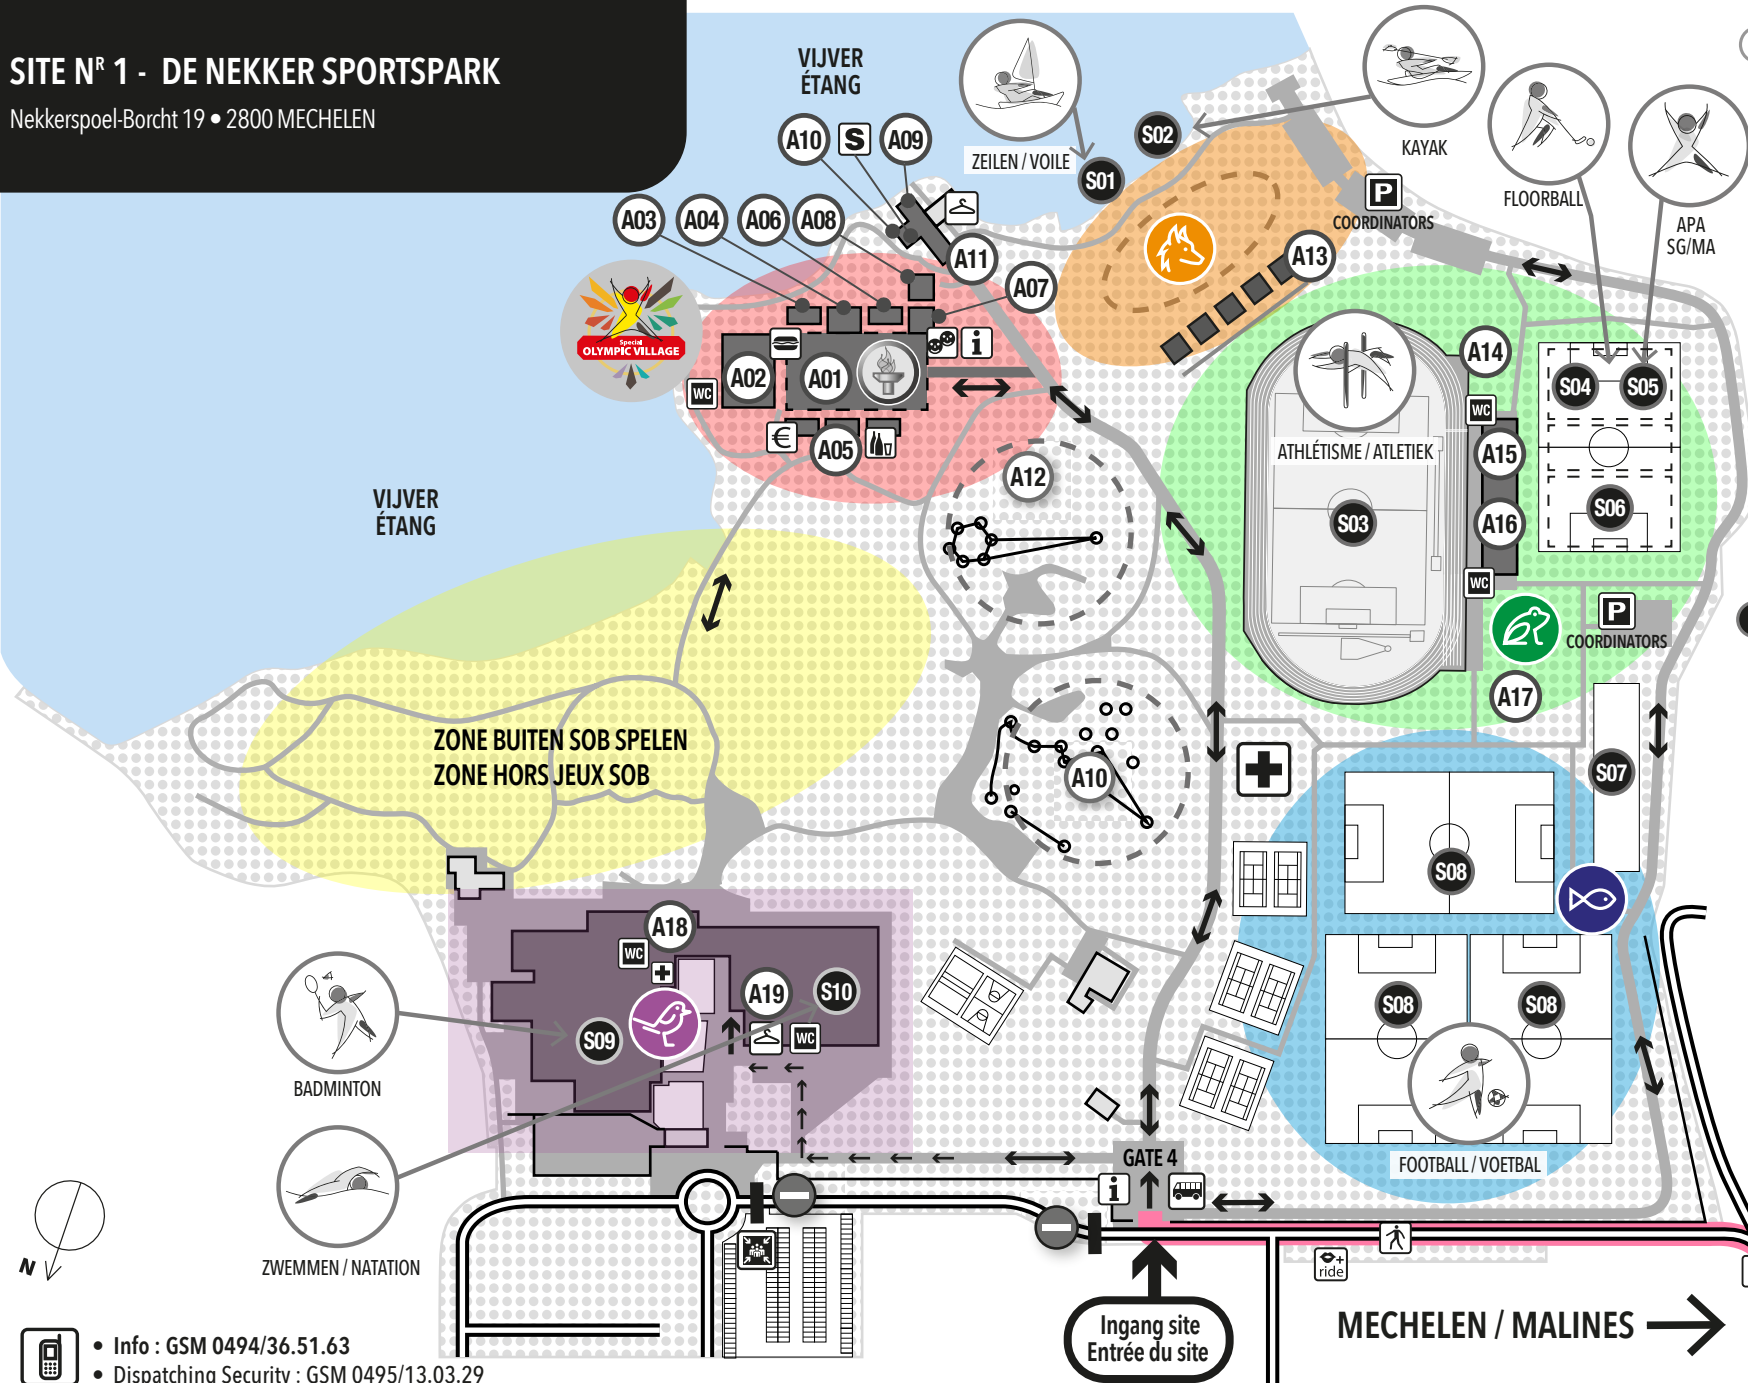 SITE Nᴿ 1 - DE NEKKER SPORTSPARK
Nekkerspoel-Borcht 19 • 2800 MECHELEN
VIJVER
ÉTANG
A10
S
A09
ZEILEN / VOILE
S01
S02
KAYAK
FLOORBALL
APA
SG/MA
P
COORDINATORS
A03
A04
A06
A08
A11
A07
A13
Special
OLYMPIC VILLAGE
A02
A01
i
WC
€
A05
A12
A14
WC
ATHLÉTISME / ATLETIEK
A15
S03
A16
WC
S04
S05
S06
VIJVER
ÉTANG
P
COORDINATORS
A17
ZONE BUITEN SOB SPELEN
ZONE HORS JEUX SOB
A10
S07
S08
S08
S08
FOOTBALL / VOETBAL
A18
WC
A19
S10
S09
WC
BADMINTON
ZWEMMEN / NATATION
GATE 4
i
ride
N
Ingang site
Entrée du site
MECHELEN / MALINES
• Info : GSM 0494/36.51.63
• Dispatching Security : GSM 0495/13.03.29